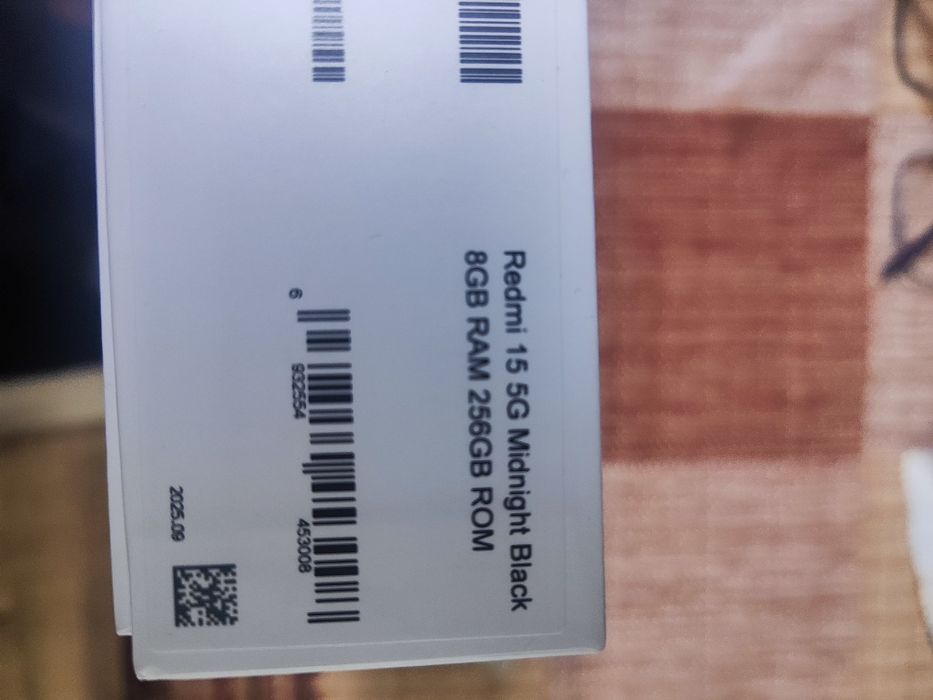 Redmi 15 5G Midnight Black
8GB RAM 256GB ROM
6 932554 453008
2025.09